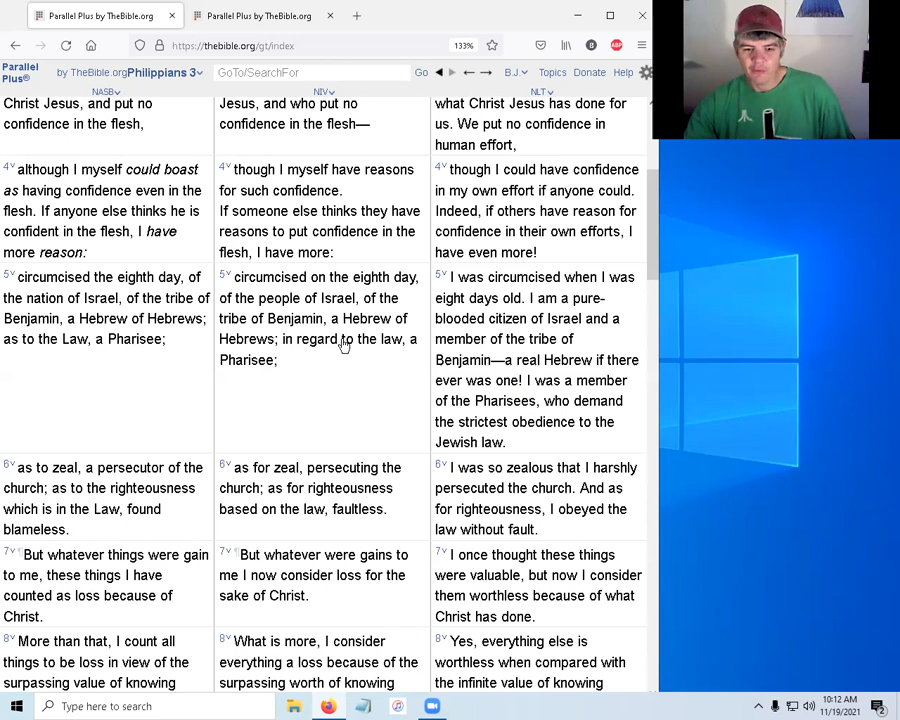 Parallel Plus by TheBible.org
Parallel Plus by TheBible.org
https://thebible.org/gt/index
133%
B
ABP
Parallel
Plus®
by TheBible.org
Philippians 3
GoTo/SearchFor
Go
B.J.
Topics
Donate
Help
NASB
NIV
NLT
Christ Jesus, and put no
confidence in the flesh,
Jesus, and who put no
confidence in the flesh—
what Christ Jesus has done for
us. We put no confidence in
human effort,
4v although I myself could boast
as having confidence even in the
flesh. If anyone else thinks he is
confident in the flesh, I have
more reason:
4v though I myself have reasons
for such confidence.
If someone else thinks they have
reasons to put confidence in the
flesh, I have more:
4v though I could have confidence
in my own effort if anyone could.
Indeed, if others have reason for
confidence in their own efforts, I
have even more!
5v circumcised the eighth day, of
the nation of Israel, of the tribe of
Benjamin, a Hebrew of Hebrews;
as to the Law, a Pharisee;
5v circumcised on the eighth day,
of the people of Israel, of the
tribe of Benjamin, a Hebrew of
Hebrews; in regard to the law, a
Pharisee;
5v I was circumcised when I was
eight days old. I am a pure-
blooded citizen of Israel and a
member of the tribe of
Benjamin—a real Hebrew if there
ever was one! I was a member
of the Pharisees, who demand
the strictest obedience to the
Jewish law.
6v as to zeal, a persecutor of the
church; as to the righteousness
which is in the Law, found
blameless.
6v as for zeal, persecuting the
church; as for righteousness
based on the law, faultless.
6v I was so zealous that I harshly
persecuted the church. And as
for righteousness, I obeyed the
law without fault.
7v ¶But whatever things were gain
to me, these things I have
counted as loss because of
Christ.
7v ¶But whatever were gains to
me I now consider loss for the
sake of Christ.
7v I once thought these things
were valuable, but now I consider
them worthless because of what
Christ has done.
8v More than that, I count all
things to be loss in view of the
surpassing value of knowing
8v What is more, I consider
everything a loss because of the
surpassing worth of knowing
8v Yes, everything else is
worthless when compared with
the infinite value of knowing
Type here to search
10:12 AM
11/19/2021
2